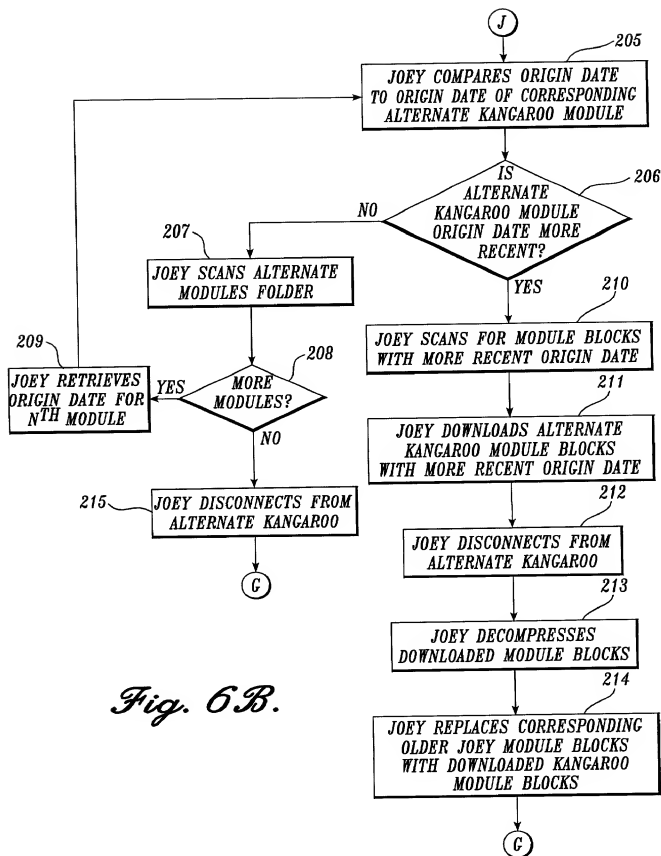 J
205
JOEY COMPARES ORIGIN DATE
TO ORIGIN DATE OF CORRESPONDING
ALTERNATE KANGAROO MODULE
206
IS
ALTERNATE
KANGAROO MODULE
ORIGIN DATE MORE
RECENT?
NO
YES
207
JOEY SCANS ALTERNATE
MODULES FOLDER
208
MORE
MODULES?
YES
NO
209
JOEY RETRIEVES
ORIGIN DATE FOR
NTH MODULE
215
JOEY DISCONNECTS FROM
ALTERNATE KANGAROO
G
210
JOEY SCANS FOR MODULE BLOCKS
WITH MORE RECENT ORIGIN DATE
211
JOEY DOWNLOADS ALTERNATE
KANGAROO MODULE BLOCKS
WITH MORE RECENT ORIGIN DATE
212
JOEY DISCONNECTS FROM
ALTERNATE KANGAROO
213
JOEY DECOMPRESSES
DOWNLOADED MODULE BLOCKS
214
JOEY REPLACES CORRESPONDING
OLDER JOEY MODULE BLOCKS
WITH DOWNLOADED KANGAROO
MODULE BLOCKS
G
Fig. 6B.